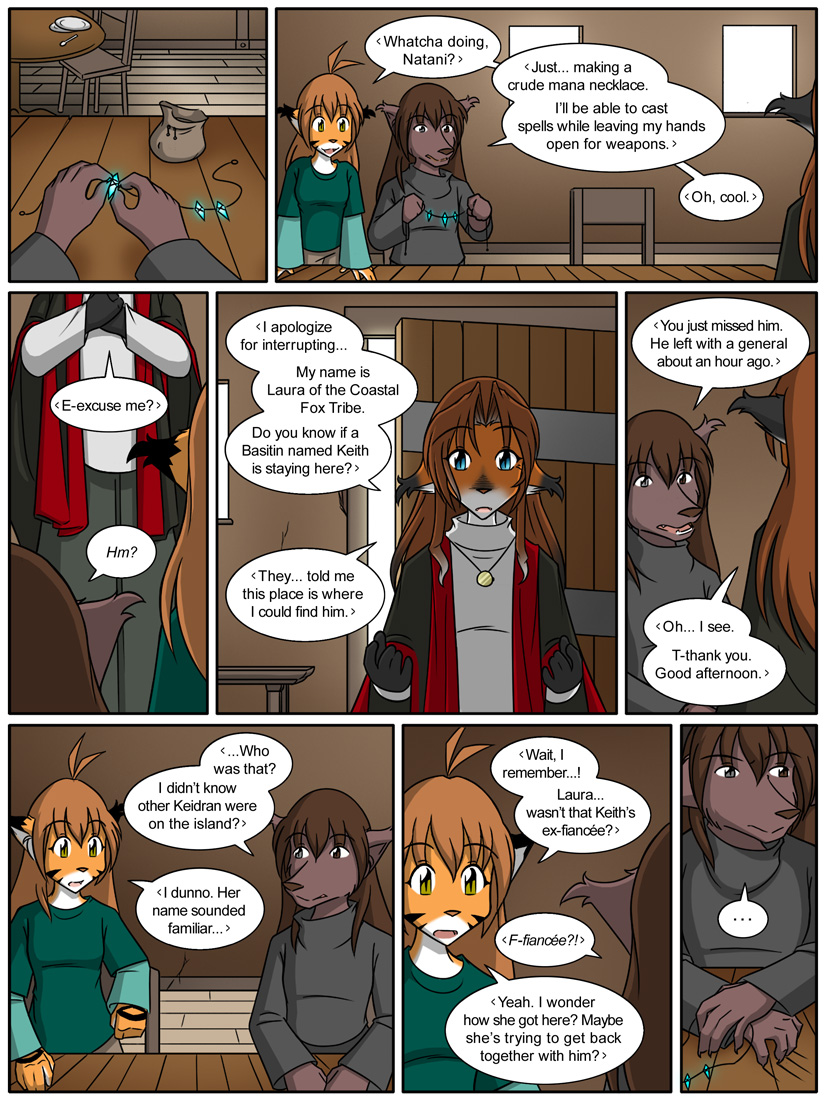 ‹Whatcha doing,
Natani?›
‹Just... making a
crude mana necklace.
I'll be able to cast
spells while leaving my hands
open for weapons.›
‹Oh, cool.›
‹E-excuse me?›
Hm?
‹I apologize
for interrupting...
My name is
Laura of the Coastal
Fox Tribe.
Do you know if a
Basitin named Keith
is staying here?›
‹They... told me
this place is where
I could find him.›
‹You just missed him.
He left with a general
about an hour ago.›
‹Oh... I see.
T-thank you.
Good afternoon.›
‹...Who
was that?
I didn't know
other Keidran were
on the island?›
‹I dunno. Her
name sounded
familiar...›
‹Wait, I
remember...!
Laura...
wasn't that Keith's
ex-fiancée?›
‹F-fiancée?!›
‹Yeah. I wonder
how she got here? Maybe
she's trying to get back
together with him?›
...